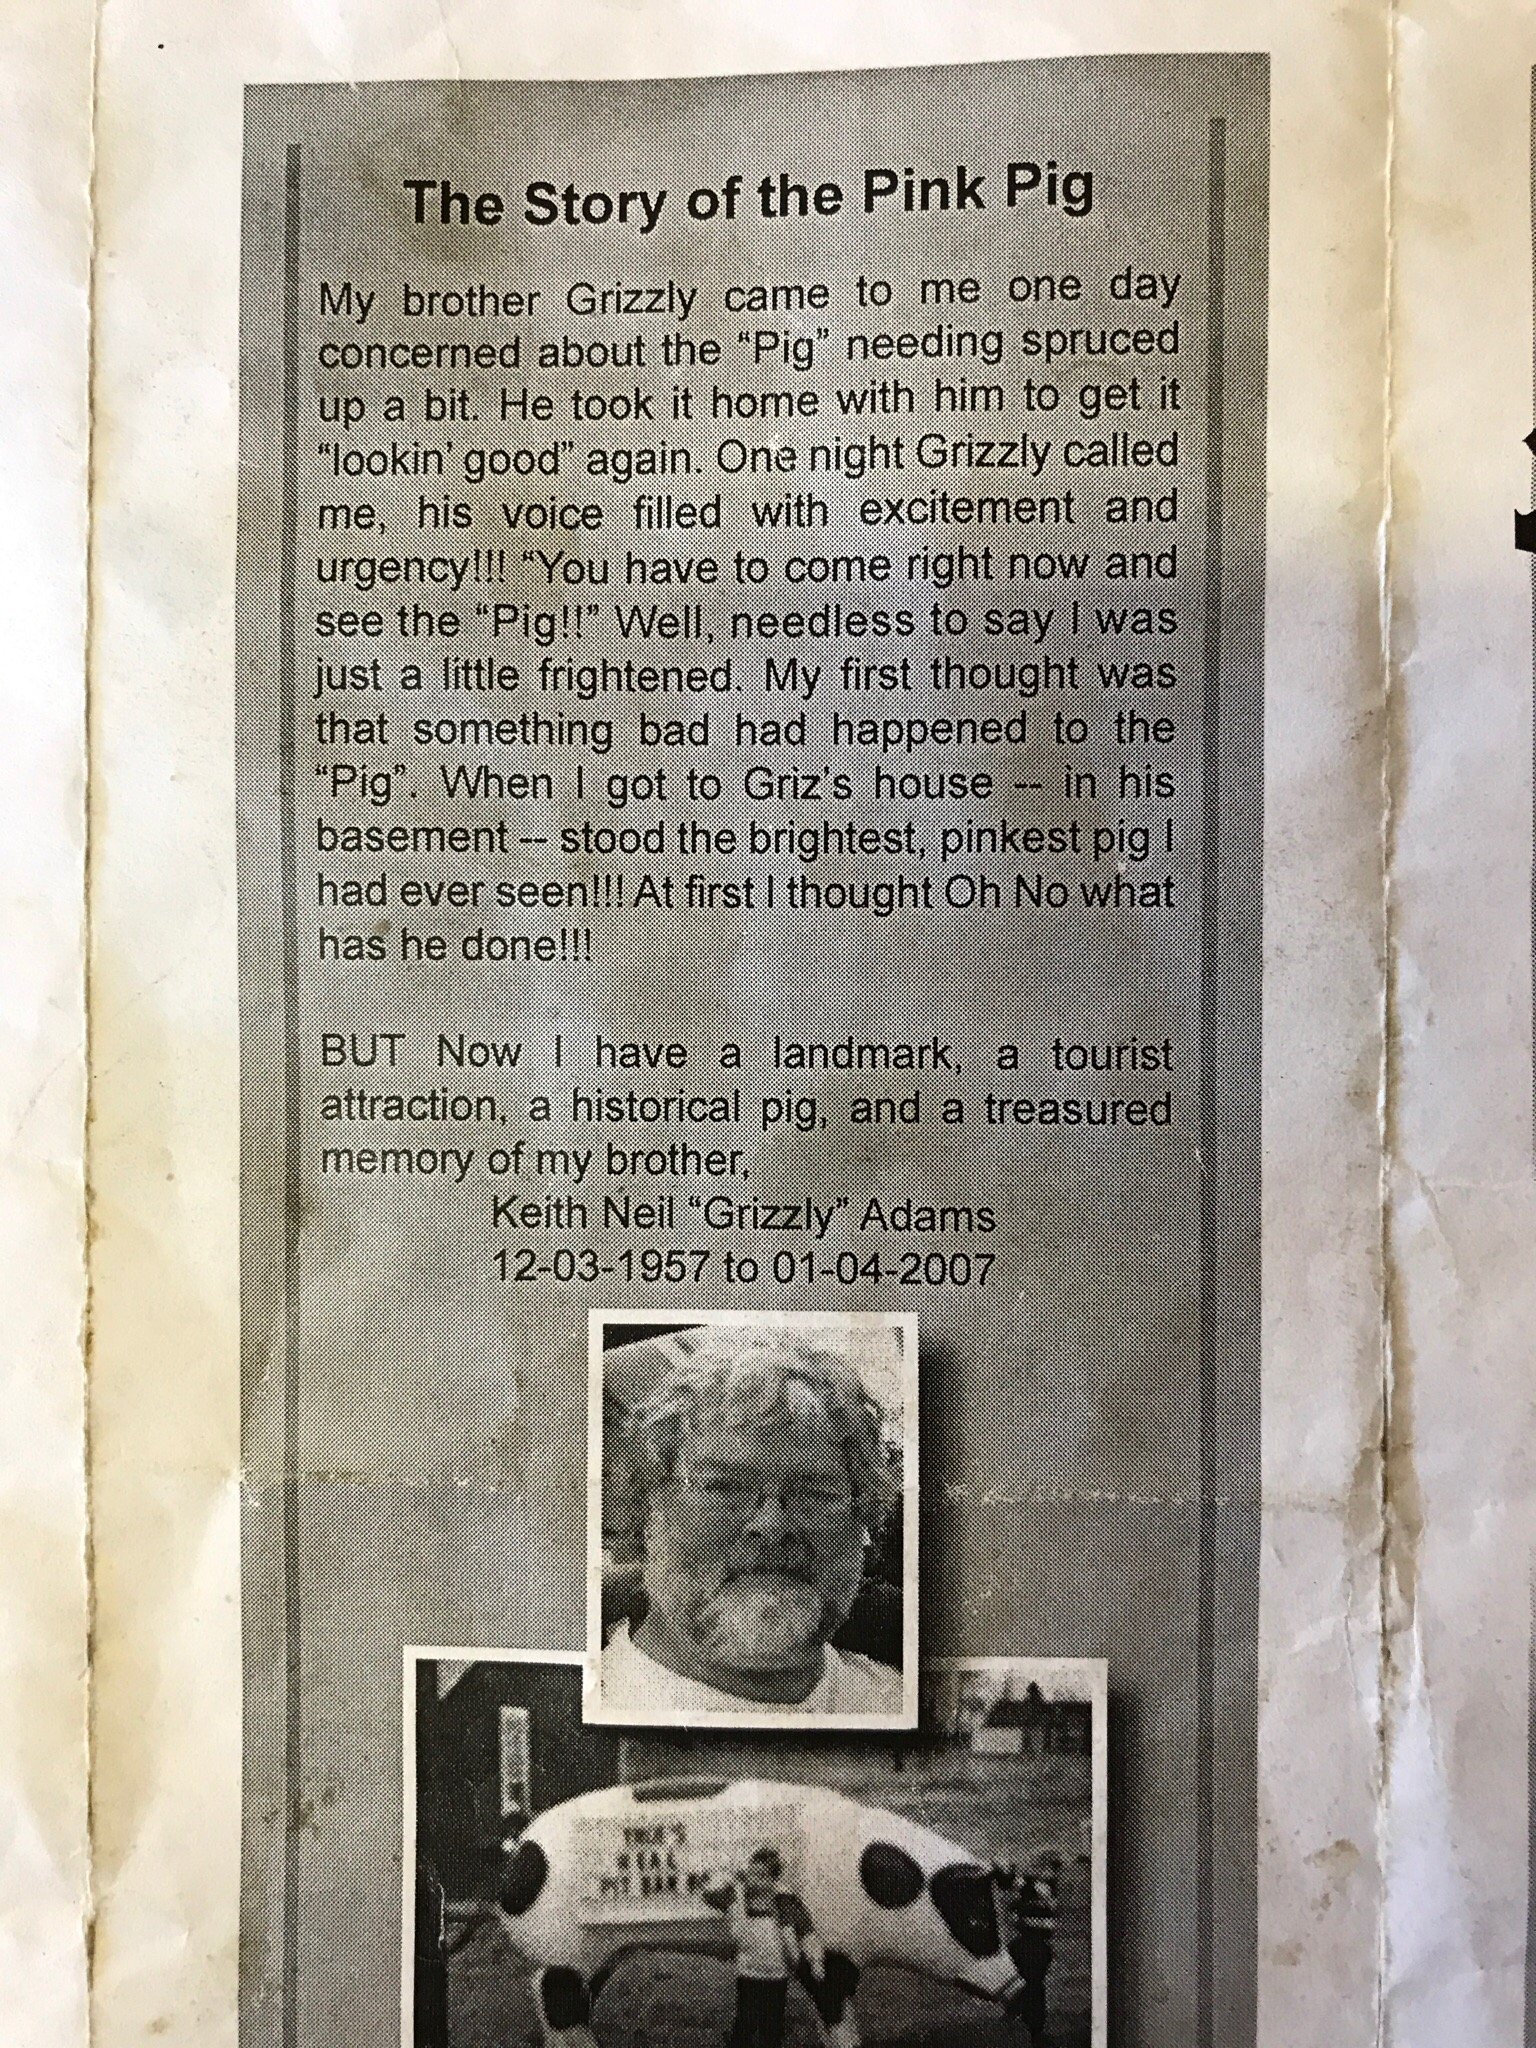 The Story of the Pink Pig
My brother Grizzly came to me one day
concerned about the “Pig” needing spruced
up a bit. He took it home with him to get it
“lookin’ good” again. One night Grizzly called
me, his voice filled with excitement and
urgency!!! “You have to come right now and
see the “Pig!!” Well, needless to say I was
just a little frightened. My first thought was
that something bad had happened to the
“Pig”. When I got to Griz’s house -- in his
basement -- stood the brightest, pinkest pig I
had ever seen!!! At first I thought Oh No what
has he done!!!
BUT Now I have a landmark, a tourist
attraction, a historical pig, and a treasured
memory of my brother,
Keith Neil “Grizzly” Adams
12-03-1957 to 01-04-2007
REAL
PIT BAR